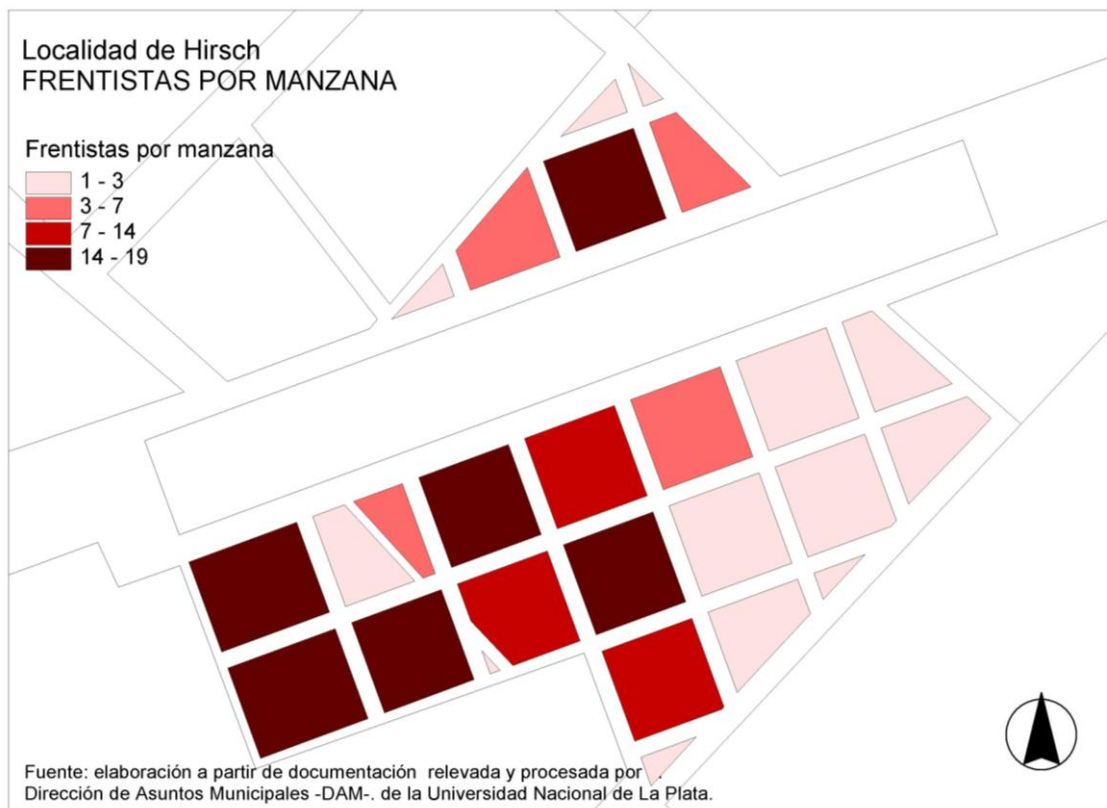 Localidad de Hirsch
FRENTISTAS POR MANZANA
Frentistas por manzana
1 - 3
3 - 7
7 - 14
14 - 19
Fuente: elaboración a partir de documentación relevada y procesada por
Dirección de Asuntos Municipales -DAM-. de la Universidad Nacional de La Plata.